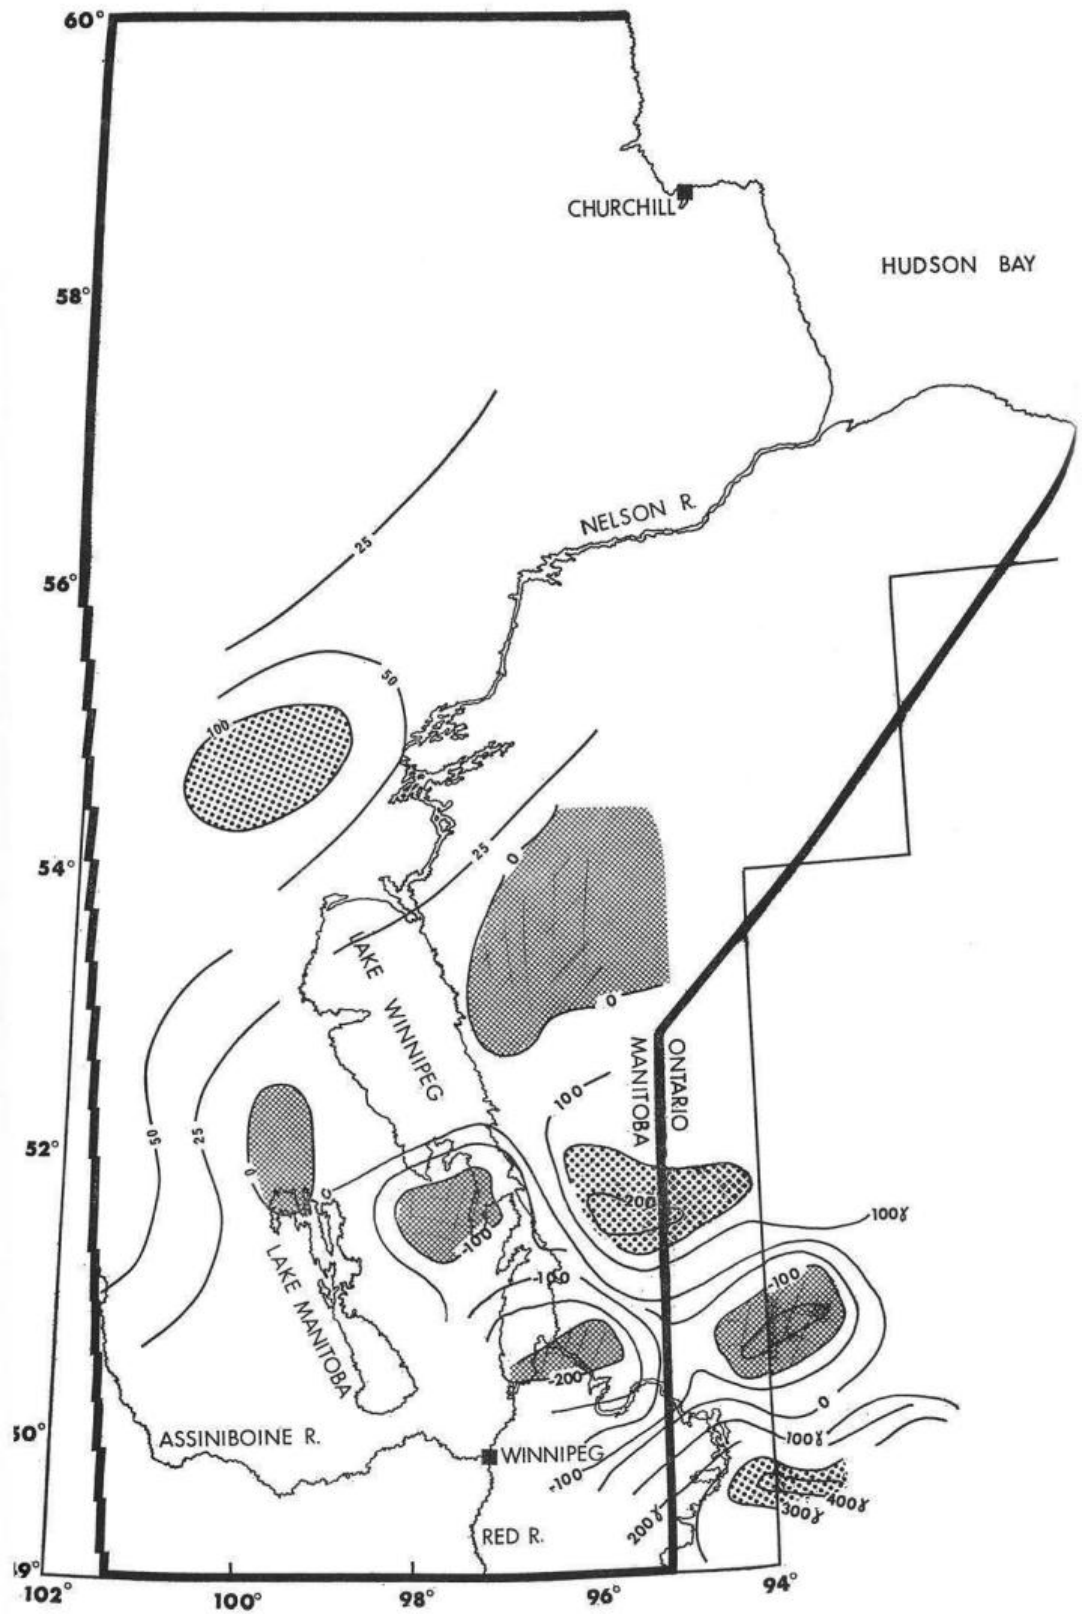 60°
CHURCHILL
HUDSON BAY
58°
25
NELSON R.
56°
50
100
25
0
54°
LAKE WINNIPEG
0
MANITOBA
ONTARIO
100
52°
50
25
0
200
100γ
-100
-100
-100
LAKE MANITOBA
-200
0
50°
ASSINIBOINE R.
WINNIPEG
100γ
-100
400γ
300γ
200γ
RED R.
49°
102°
100°
98°
96°
94°